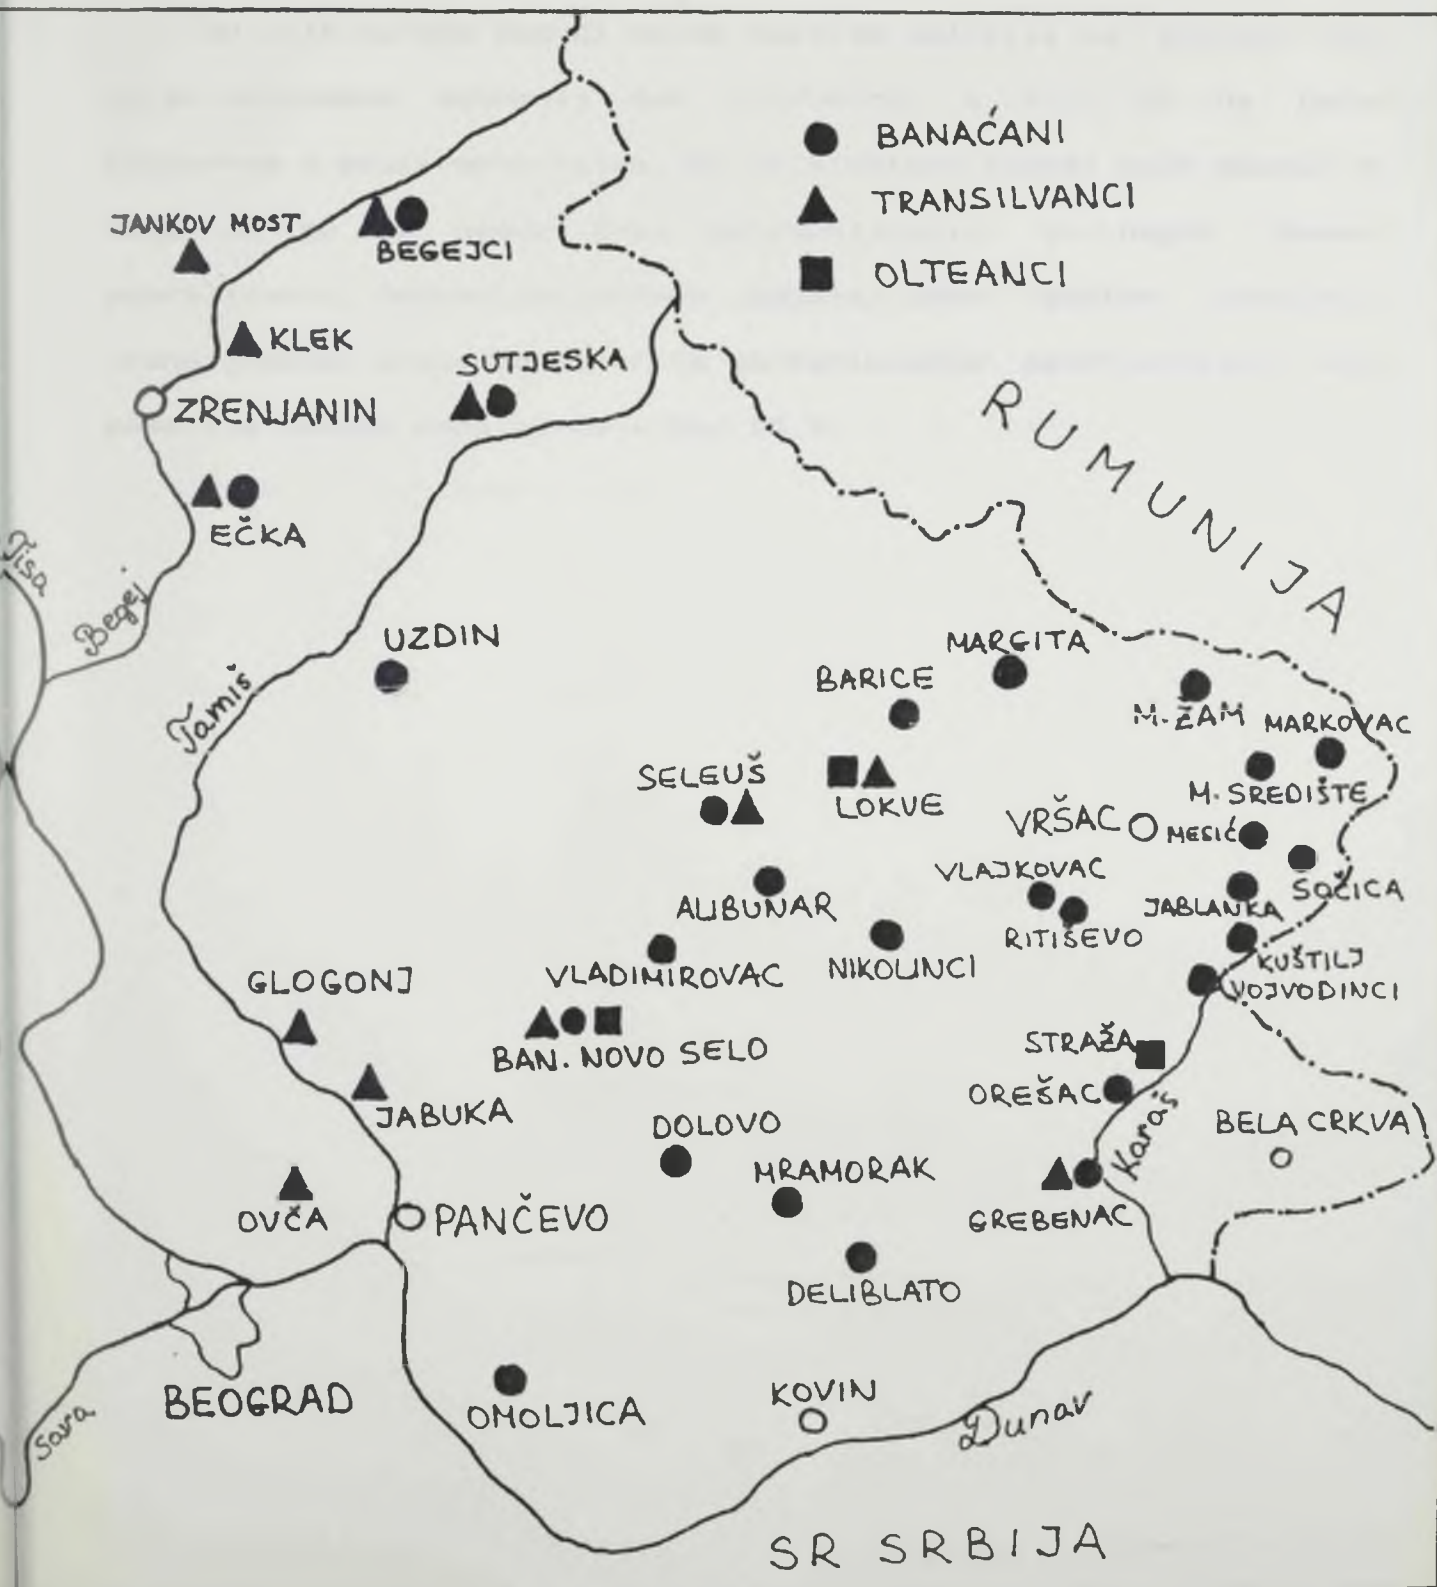 BANAĆANI
TRANSILVANCI
OLTEANCI
JANKOV MOST
BEGEJCI
KLEK
SUTJESKA
ZRENJANIN
RUMUNIJA
EČKA
Tisa
Begej
UZDIN
MARGITA
BARICE
Tamiš
M. ŽAM
MARKOVAC
SELEUŠ
LOKVE
M. SREDIŠTE
VRŠAC
MESIĆ
VLAJKOVAC
SOČICA
ALIBUNAR
JABLANKA
RITIŠEVO
VLADIMIROVAC
NIKOLINCI
KUŠTILJ
GLOGONJ
VOJVODINCI
STRAŽA
BAN. NOVO SELO
OREŠAC
JABUKA
Karaš
DOLOVO
BELA CRKVA
MRAMORAK
OVČA
PANČEVO
GREBENAC
DELIBLATO
BEOGRAD
KOVIN
Sava
OMOLJICA
Dunav
SR SRBIJA